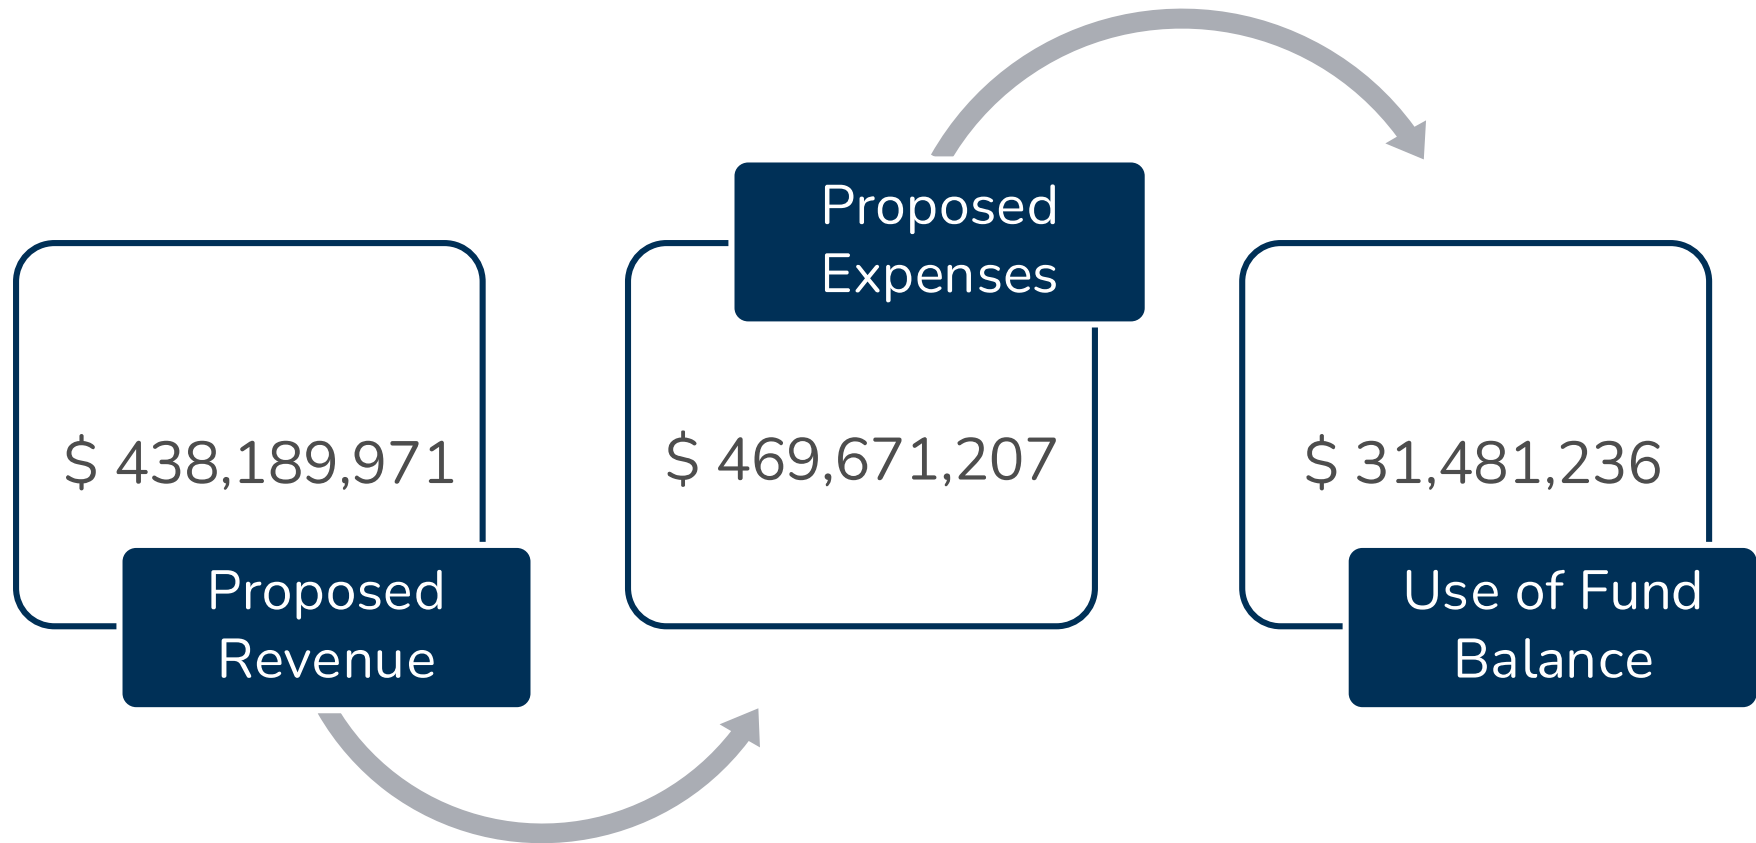 $ 438,189,971
Proposed
Revenue
Proposed
Expenses
$ 469,671,207
$ 31,481,236
Use of Fund
Balance